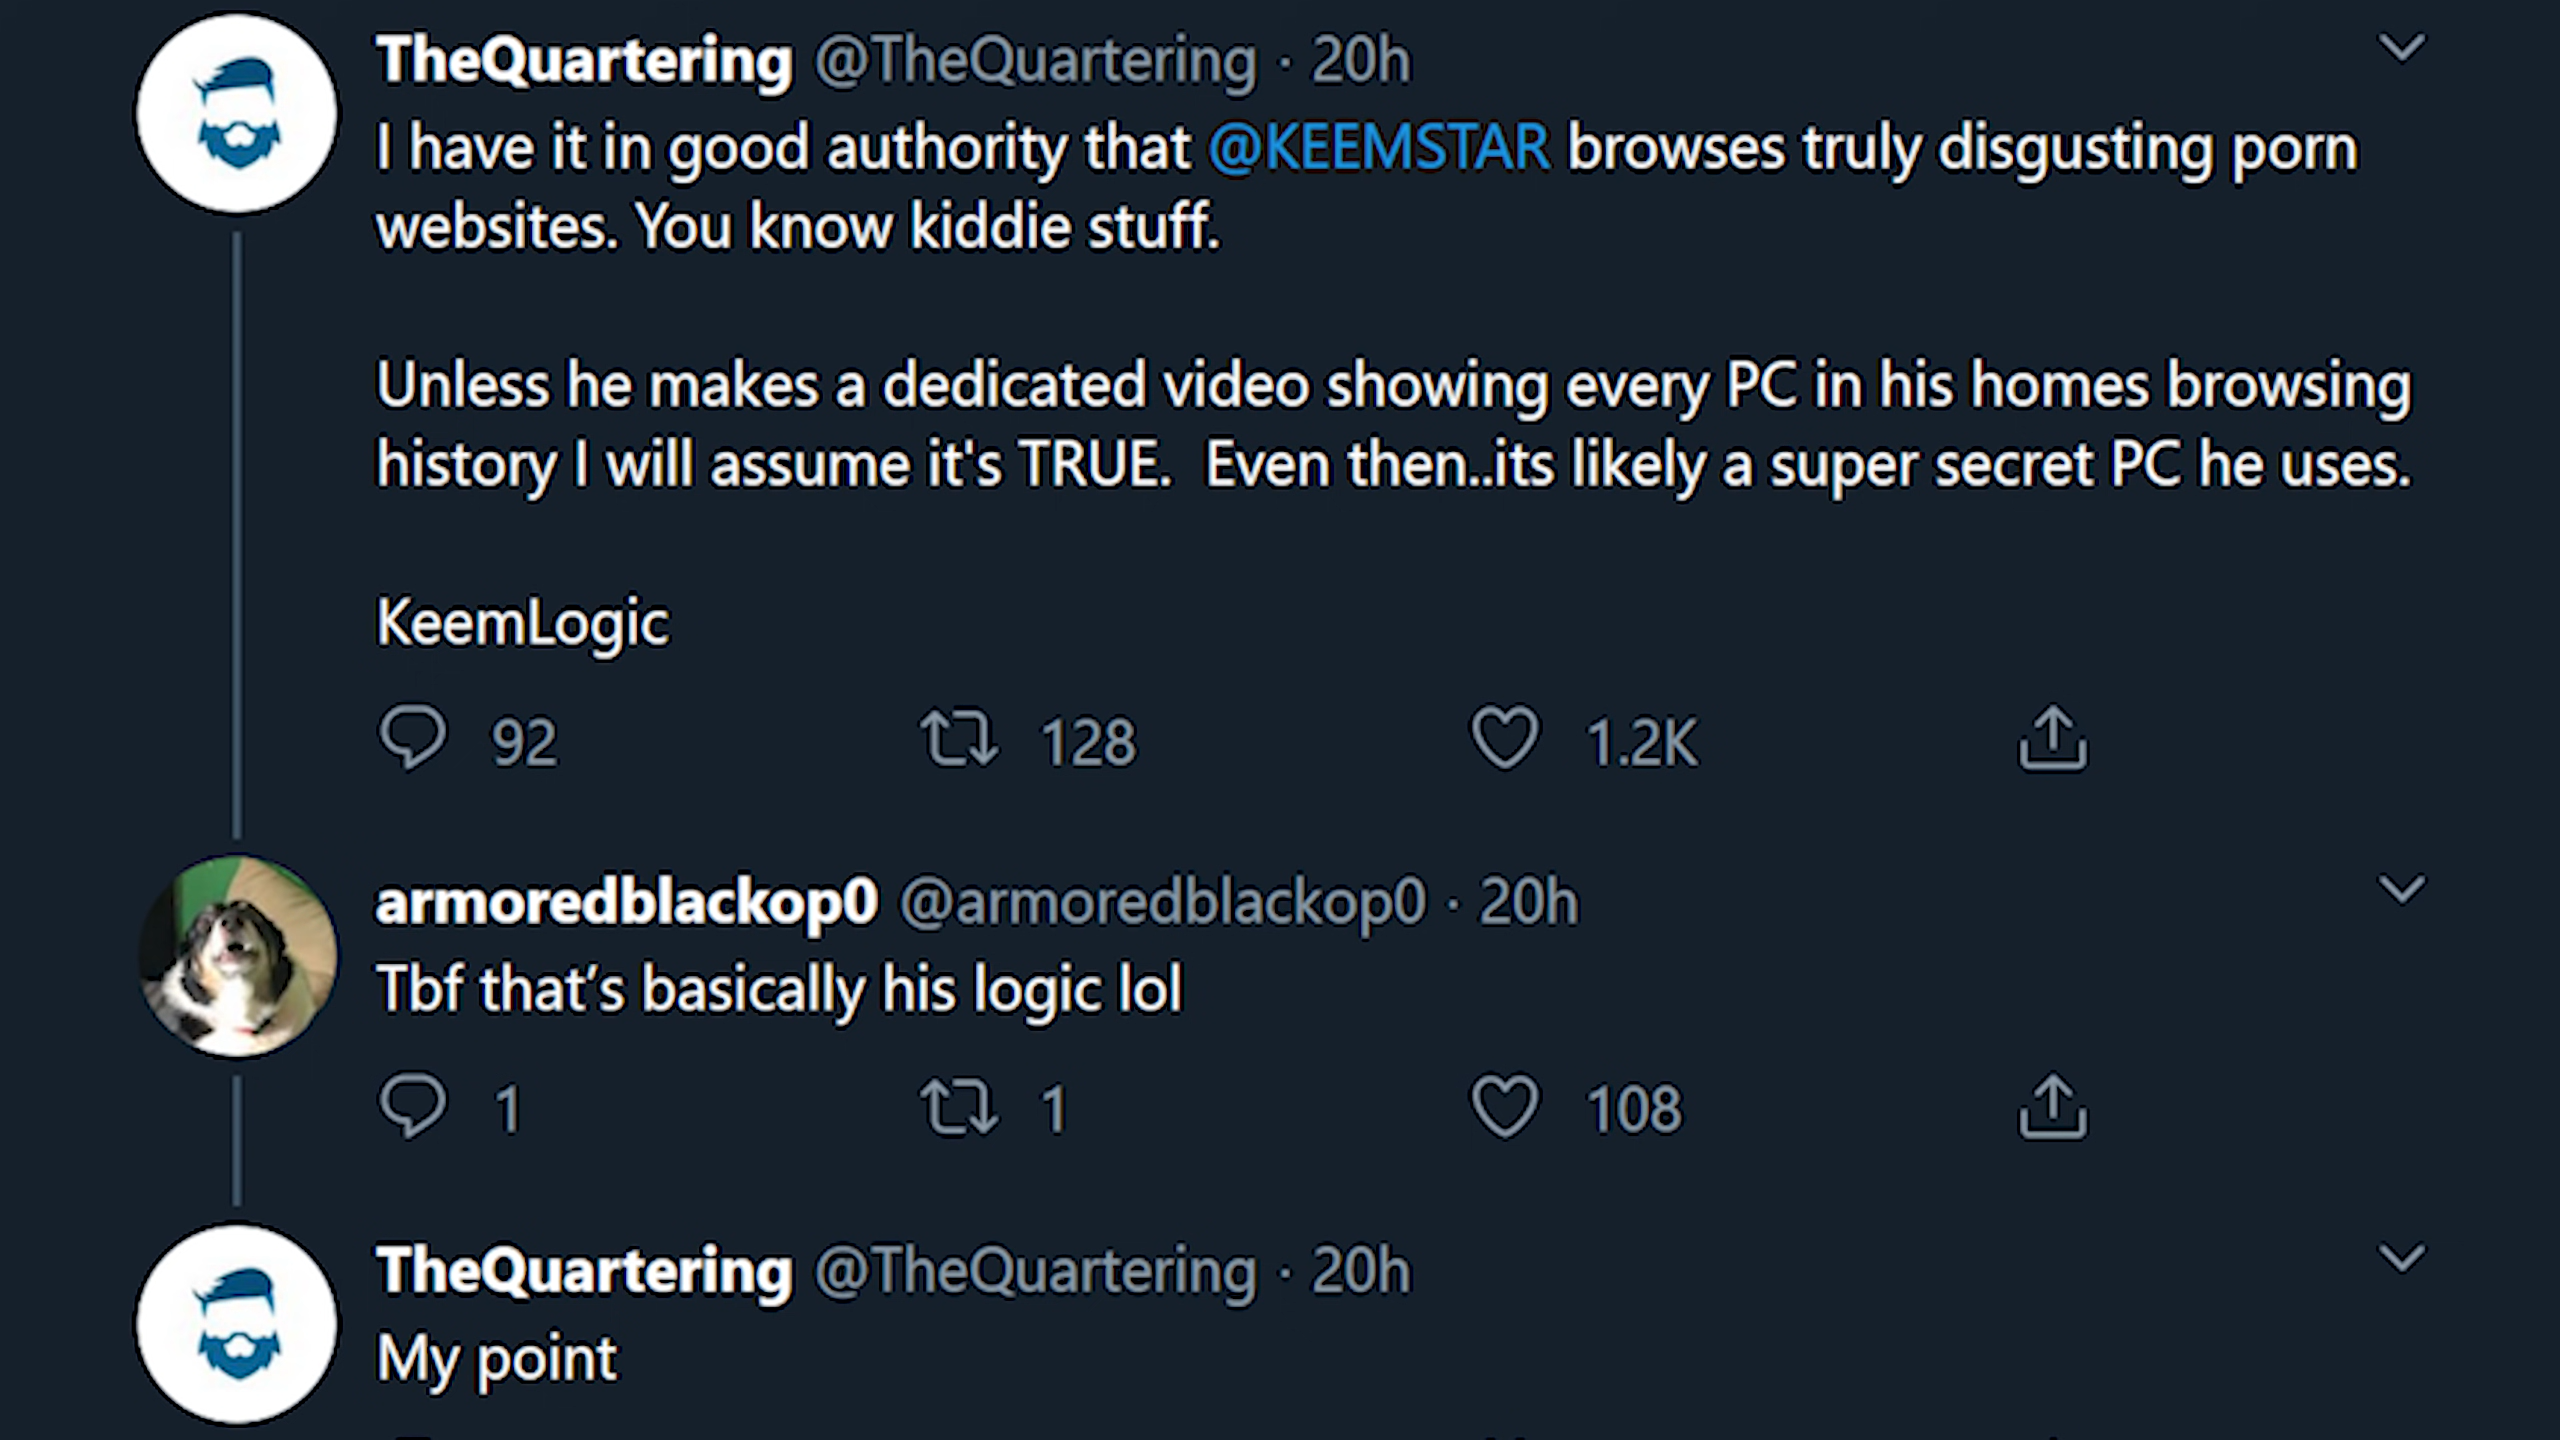 TheQuartering @TheQuartering · 20h
I have it in good authority that @KEEMSTAR browses truly disgusting porn
websites. You know kiddie stuff.
Unless he makes a dedicated video showing every PC in his homes browsing
history I will assume it's TRUE.  Even then..its likely a super secret PC he uses.
KeemLogic
92 128 1.2K
armoredblackop0 @armoredblackop0 · 20h
Tbf that’s basically his logic lol
1 1 108
TheQuartering @TheQuartering · 20h
My point